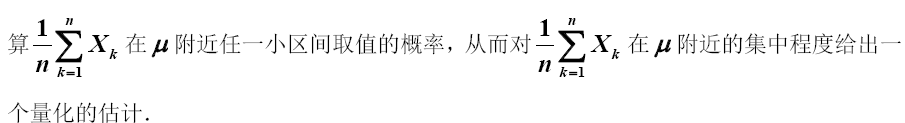 算 $\frac{1}{n}\sum_{k=1}^{n} X_k$ 在 $\mu$ 附近任一小区间取值的概率，从而对 $\frac{1}{n}\sum_{k=1}^{n} X_k$ 在 $\mu$ 附近的集中程度给出一
个量化的估计．